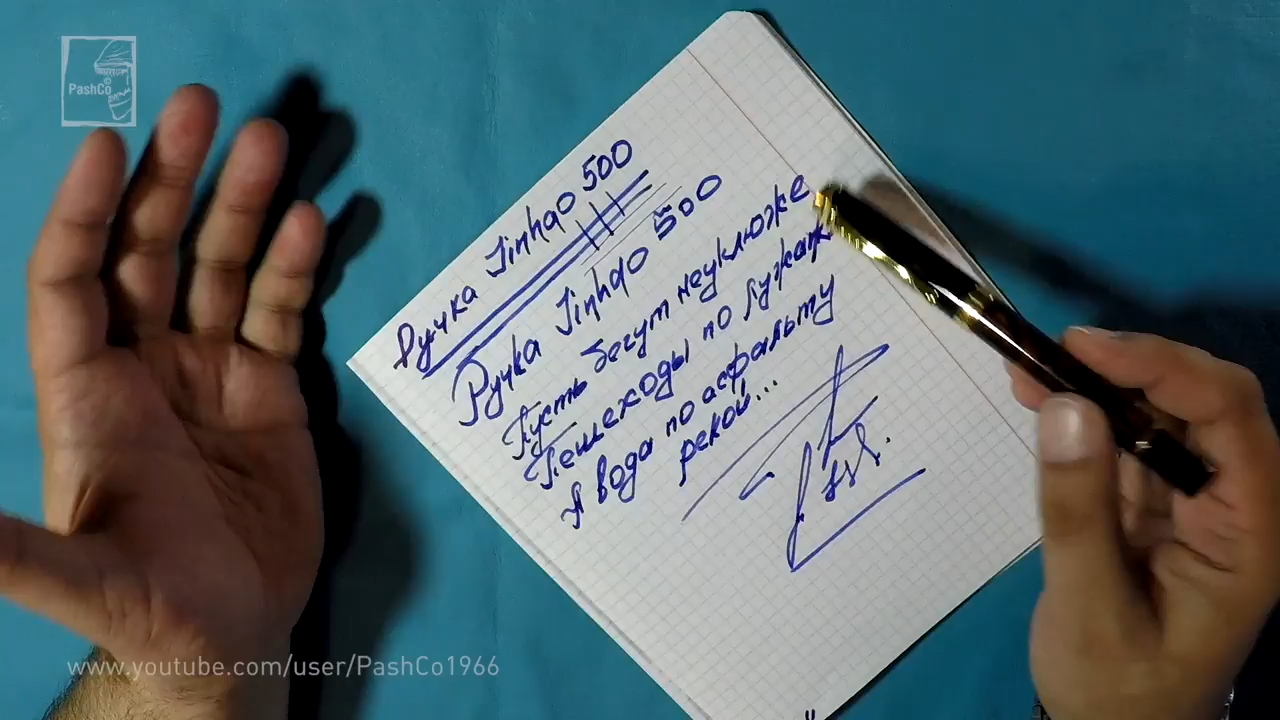 PashCo
Ручка Jinhao 500
Ручка Jinhao 500
Пусть бегут неуклюже
Пешеходы по лужам
А вода по асфальту
рекой...
www.youtube.com/user/PashCo1966